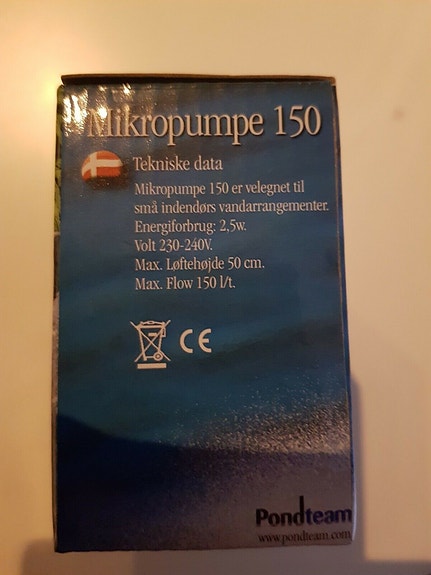 Mikropumpe 150
Tekniske data
Mikropumpe 150 er velegnet til
små indendørs vandarrangementer.
Energiforbrug: 2,5w.
Volt 230-240V.
Max. Løftehøjde 50 cm.
Max. Flow 150 l/t.
CE
Pondteam
www.pondteam.com